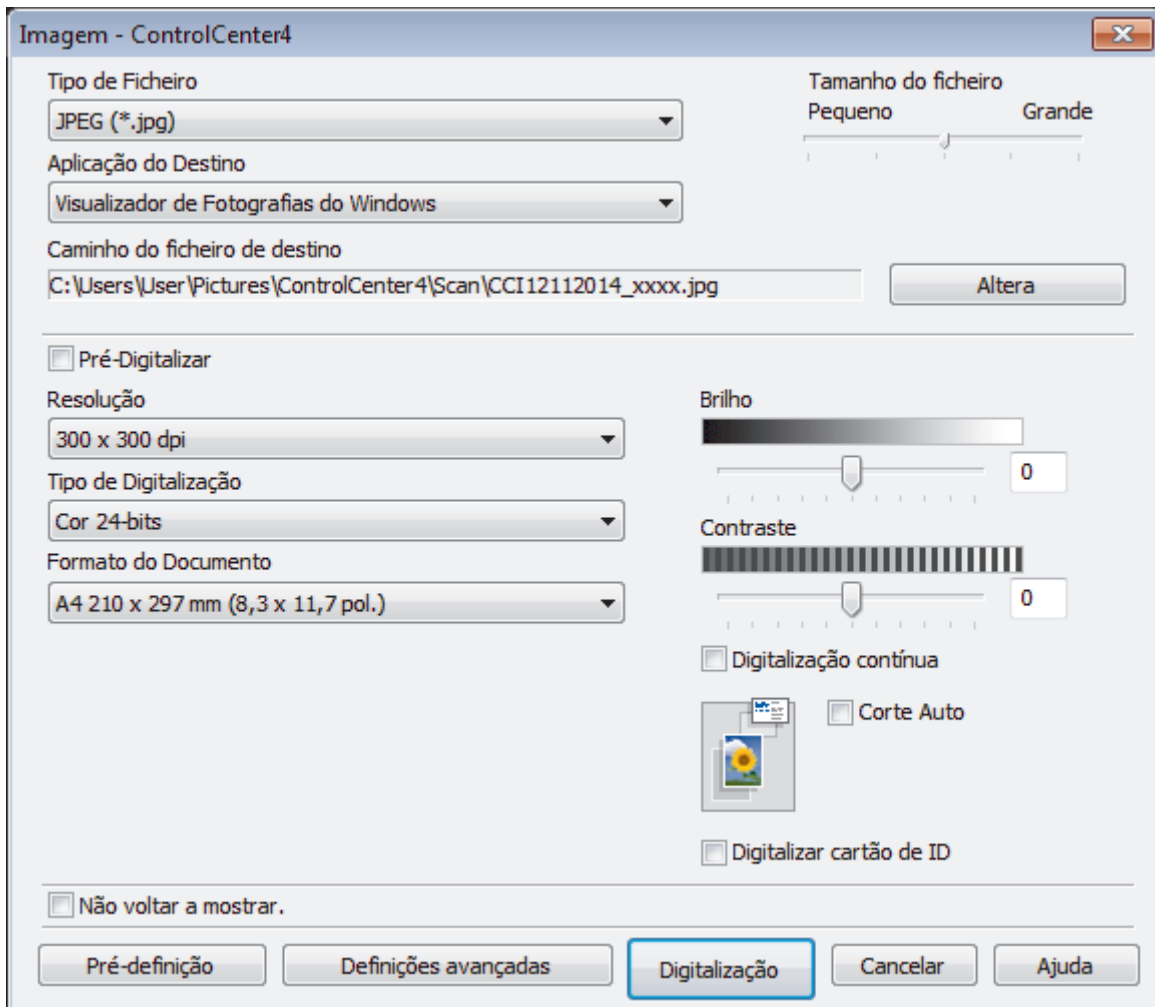 Imagem - ControlCenter4
Tipo de Ficheiro
JPEG (*.jpg)
Tamanho do ficheiro
Pequeno Grande
Aplicação do Destino
Visualizador de Fotografias do Windows
Caminho do ficheiro de destino
C:\Users\User\Pictures\ControlCenter4\Scan\CCI12112014_xxxx.jpg
Altera
Pré-Digitalizar
Resolução
300 x 300 dpi
Tipo de Digitalização
Cor 24-bits
Formato do Documento
A4 210 x 297 mm (8,3 x 11,7 pol.)
Brilho
0
Contraste
0
Digitalização contínua
Corte Auto
Digitalizar cartão de ID
Não voltar a mostrar.
Pré-definição Definições avançadas Digitalização Cancelar Ajuda